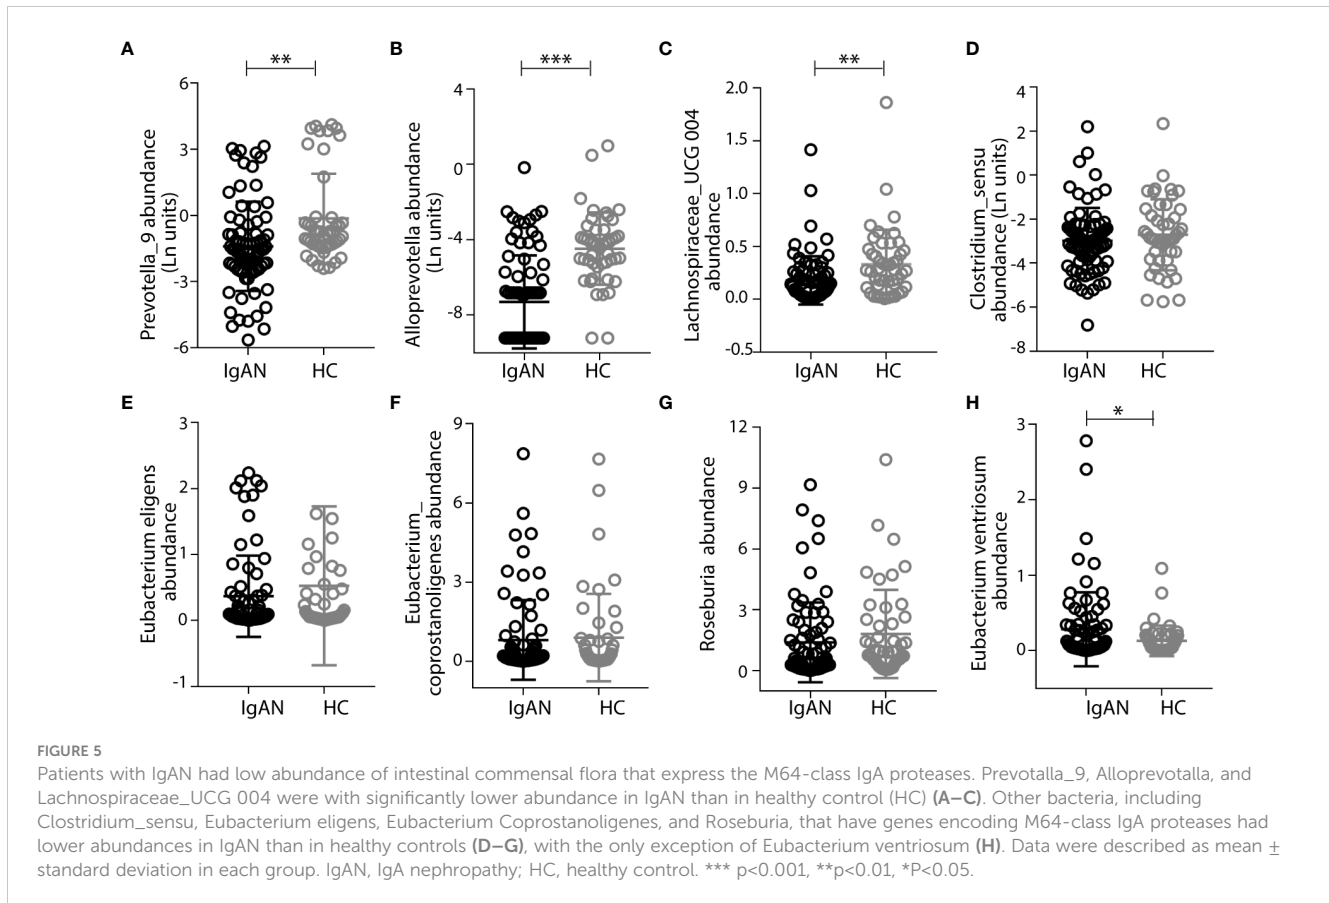 A
**
Prevotella_9 abundance
(Ln units)
6
3
0
-3
-6
IgAN HC
B
***
Alloprevotella abundance
(Ln units)
4
0
-4
-8
IgAN HC
C
**
Lachnospiraceae_UCG 004
abundance
2.0
1.5
1.0
0.5
0.0
-0.5
IgAN HC
D
Clostridium_sensu
abundance (Ln units)
4
2
0
-2
-4
-6
-8
IgAN HC
E
Eubacterium eligens
abundance
3
2
1
0
-1
IgAN HC
F
Eubacterium_
coprostanoligenes abundance
9
6
3
0
IgAN HC
G
Roseburia abundance
12
9
6
3
0
IgAN HC
H
*
Eubacterium ventriosum
abundance
3
2
1
0
IgAN HC
FIGURE 5
Patients with IgAN had low abundance of intestinal commensal flora that express the M64-class IgA proteases. Prevotalla_9, Alloprevotalla, and
Lachnospiraceae_UCG 004 were with significantly lower abundance in IgAN than in healthy control (HC) (A–C). Other bacteria, including
Clostridium_sensu, Eubacterium eligens, Eubacterium Coprostanoligenes, and Roseburia, that have genes encoding M64-class IgA proteases had
lower abundances in IgAN than in healthy controls (D–G), with the only exception of Eubacterium ventriosum (H). Data were described as mean ±
standard deviation in each group. IgAN, IgA nephropathy; HC, healthy control. *** p<0.001, **p<0.01, *P<0.05.